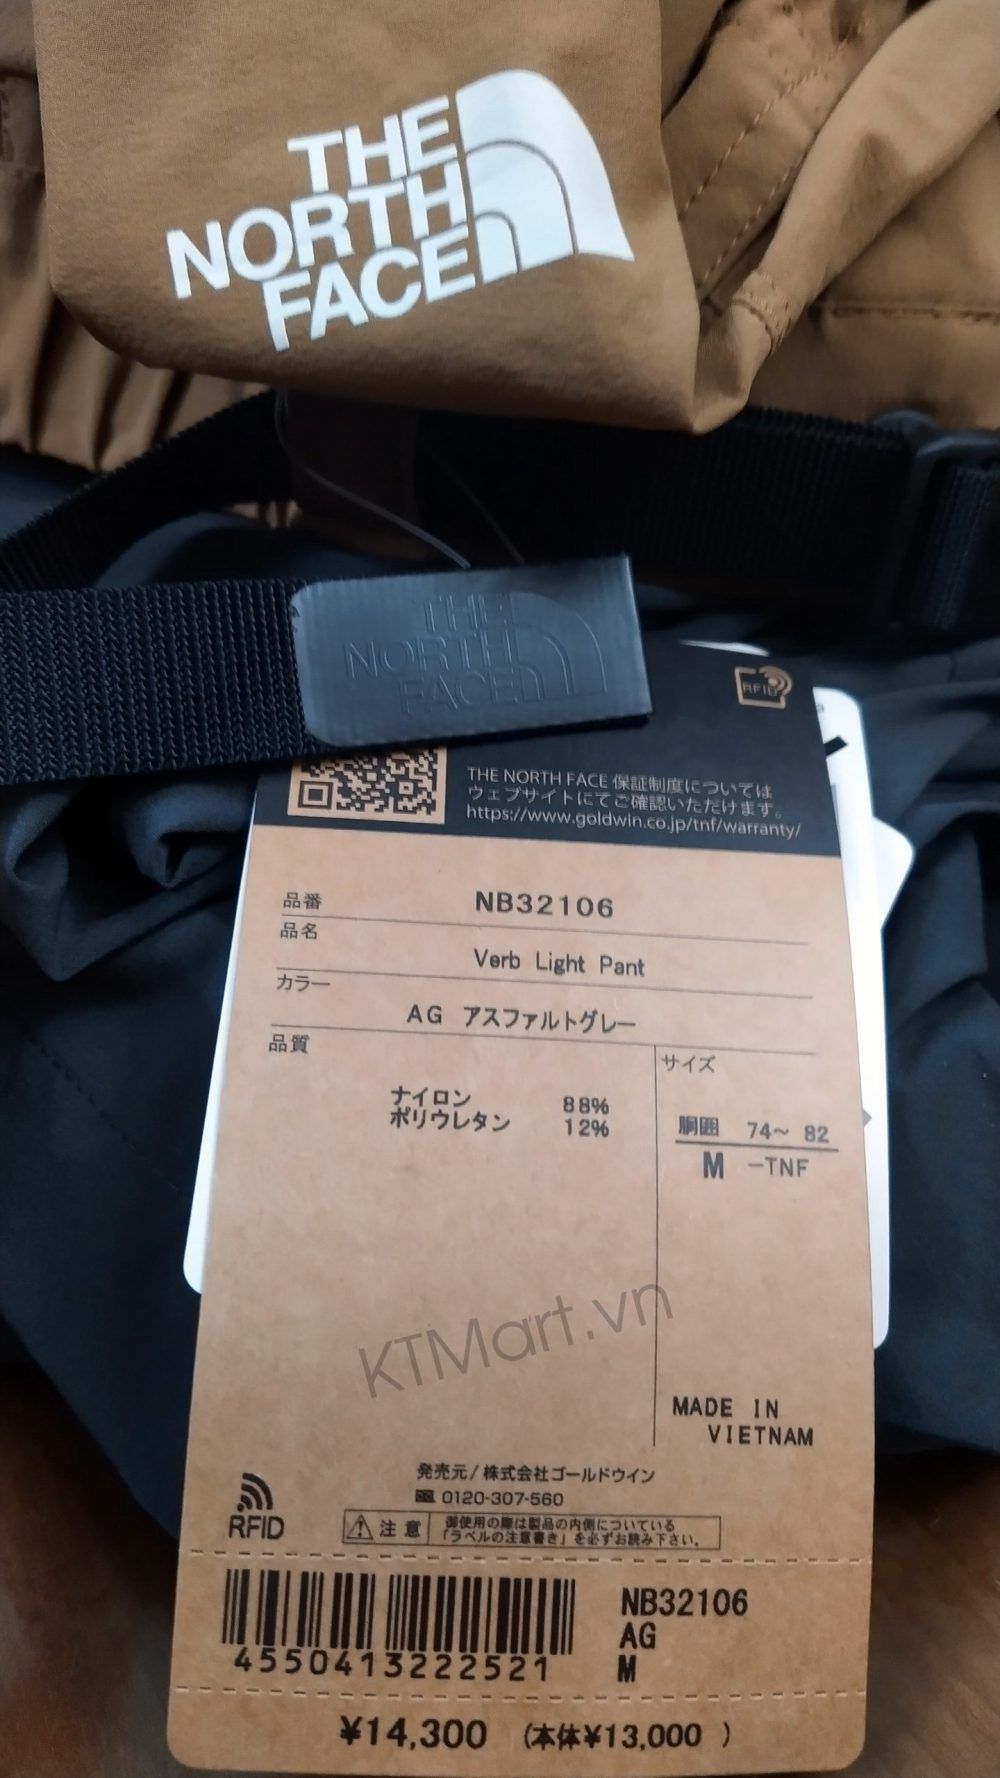 THE
NORTH
FACE
THE
NORTH
FACE
RFID
THE NORTH FACE 保証制度については
ウェブサイトにてご確認いただけます。
https://www.goldwin.co.jp/tnf/warranty/
品番 NB32106
品名
Verb Light Pant
カラー
AG アスファルトグレー
品質
サイズ
ナイロン 88%
ポリウレタン 12%
胴囲 74～ 82
M -TNF
KTMart.vn
MADE IN
VIETNAM
発売元/株式会社ゴールドウイン
0120-307-560
RFID
注意
御使用の際は製品の内側についている
「ラベルの注意書き」を必ずお読み下さい。
NB32106
AG
M
4550413222521
¥14,300 (本体¥13,000 )